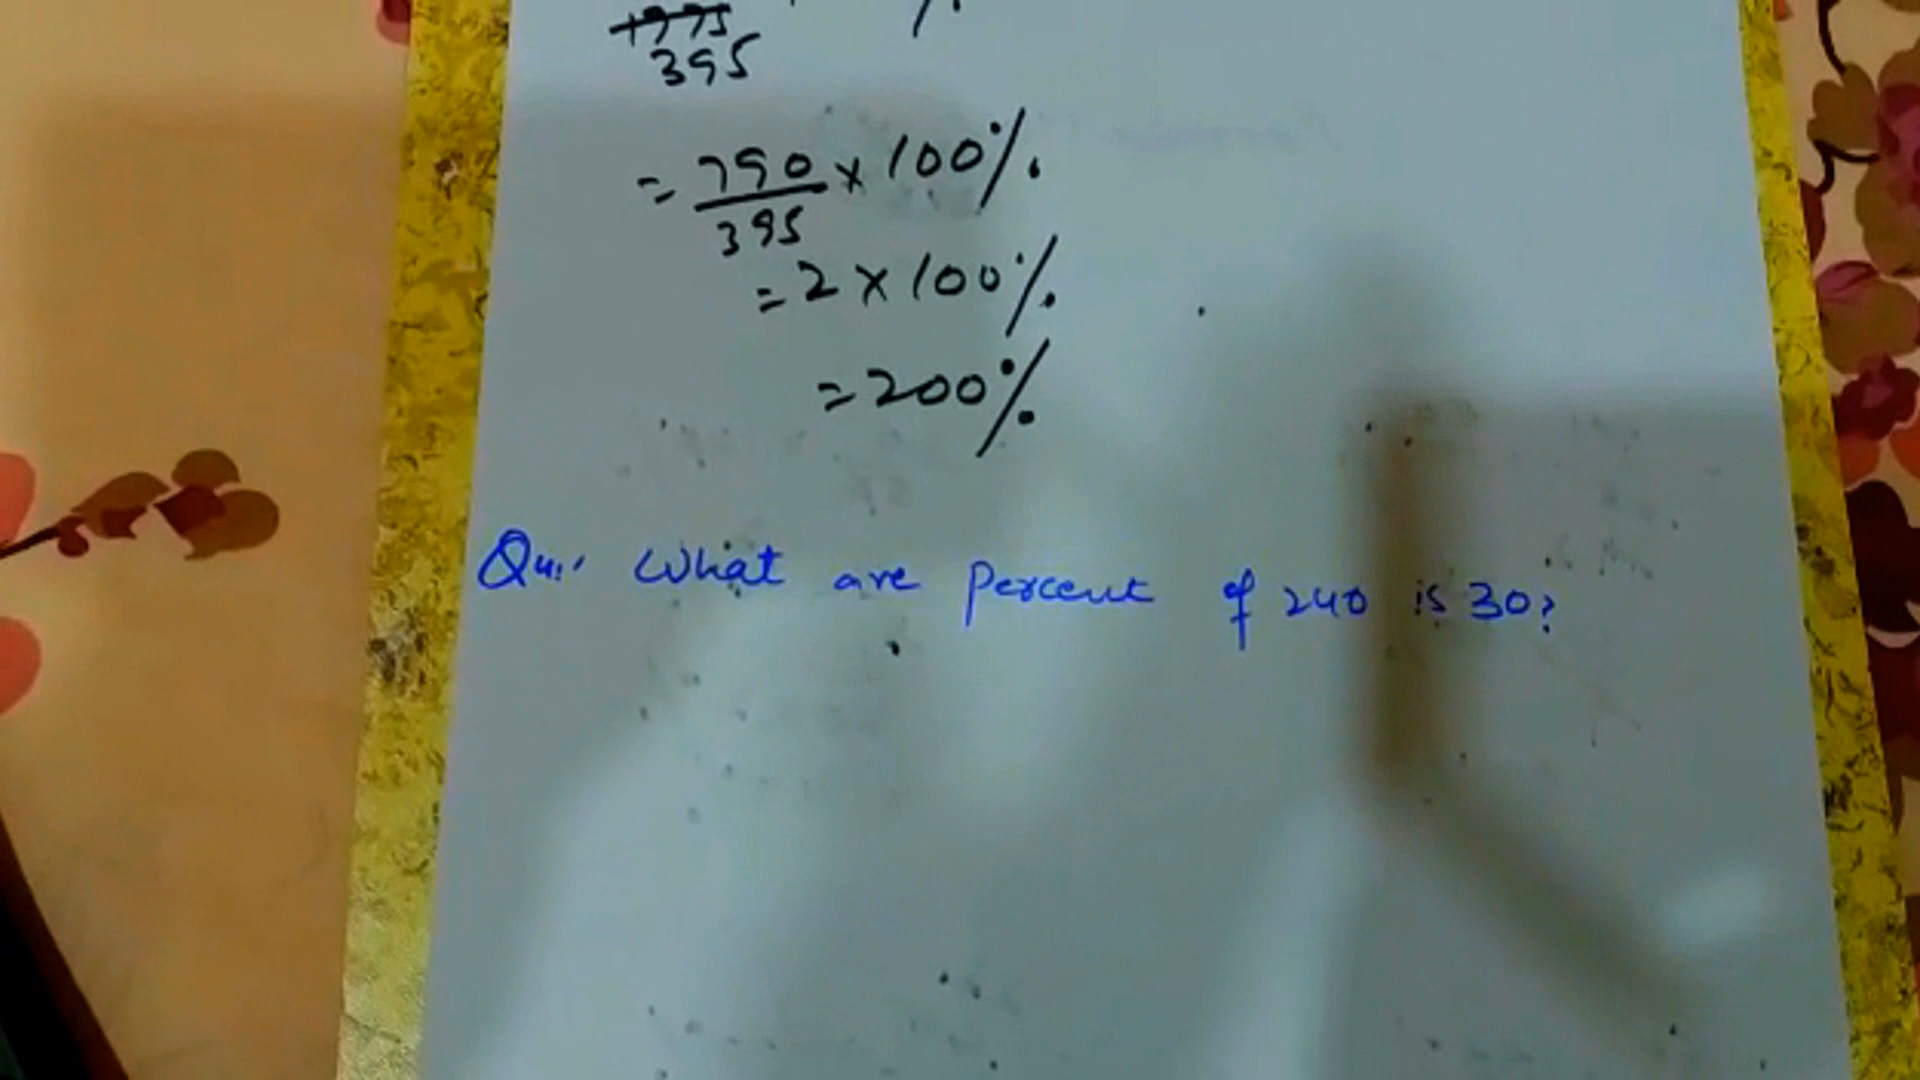 395
= 790/395 × 100%
= 2 × 100%
= 200%
Qu:. What are Percent of 240 is 30?